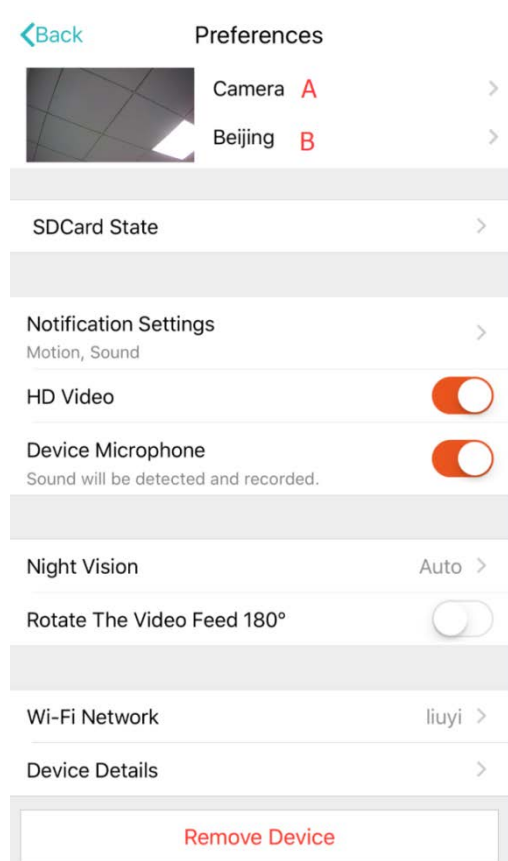 Back Preferences
Camera A
Beijing B
SDCard State
Notification Settings
Motion, Sound
HD Video
Device Microphone
Sound will be detected and recorded.
Night Vision Auto
Rotate The Video Feed 180°
Wi-Fi Network liuyi
Device Details
Remove Device